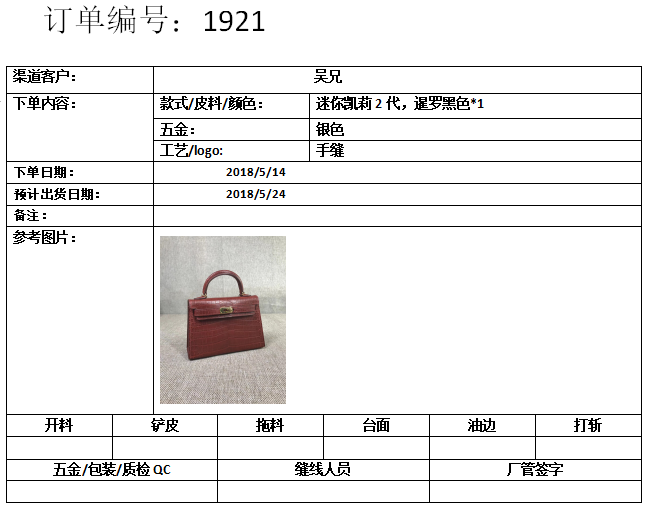 订单编号：1921
渠道客户： 吴兄
下单内容： 款式/皮料/颜色： 迷你凯莉 2 代，暹罗黑色*1
五金： 银色
工艺/logo: 手缝
下单日期： 2018/5/14
预计出货日期： 2018/5/24
备注：
参考图片：
开料 铲皮 拖料 台面 油边 打斩
五金/包装/质检 QC 缝线人员 厂管签字